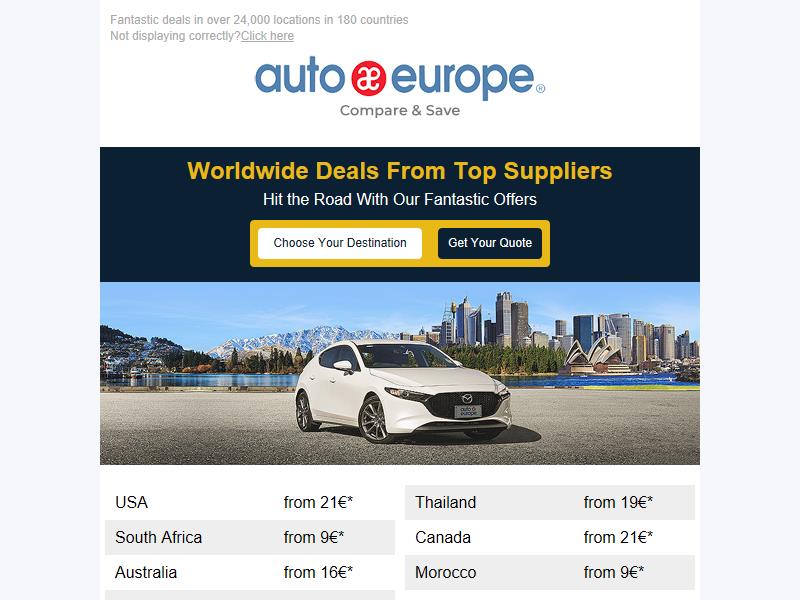 Fantastic deals in over 24,000 locations in 180 countries
Not displaying correctly?Click here
auto æ europe®
Compare & Save
Worldwide Deals From Top Suppliers
Hit the Road With Our Fantastic Offers
Choose Your Destination
Get Your Quote
auto europe
USA from 21€*
Thailand from 19€*
South Africa from 9€*
Canada from 21€*
Australia from 16€*
Morocco from 9€*